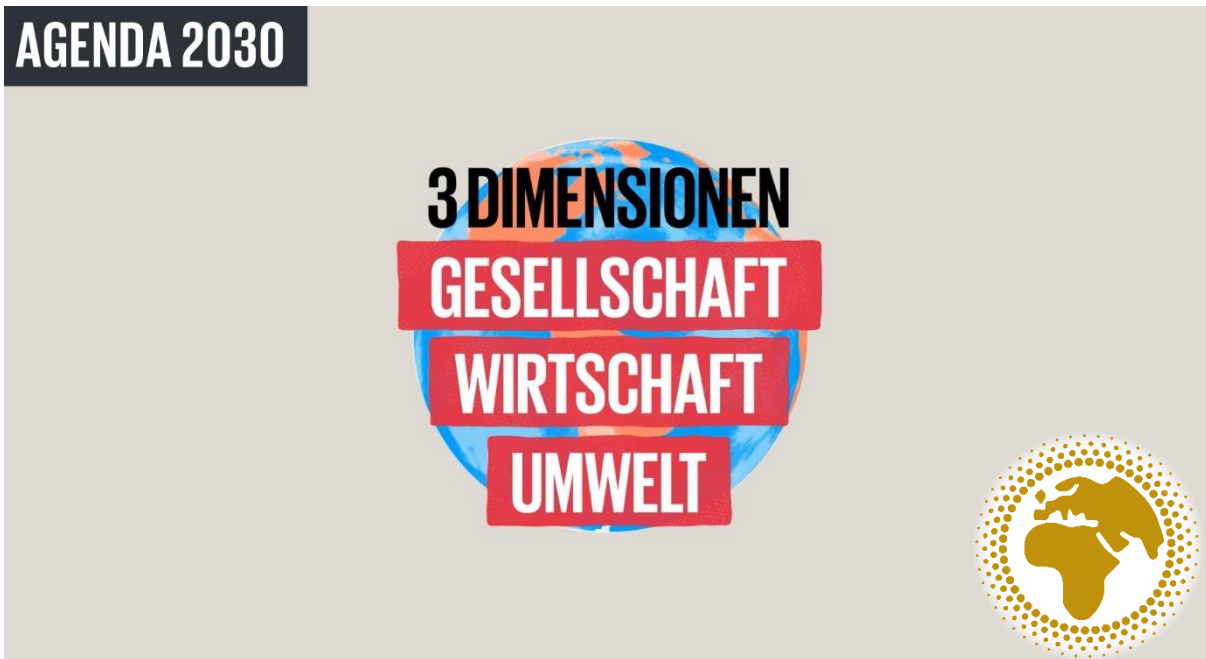 AGENDA 2030
3 DIMENSIONEN
GESELLSCHAFT
WIRTSCHAFT
UMWELT